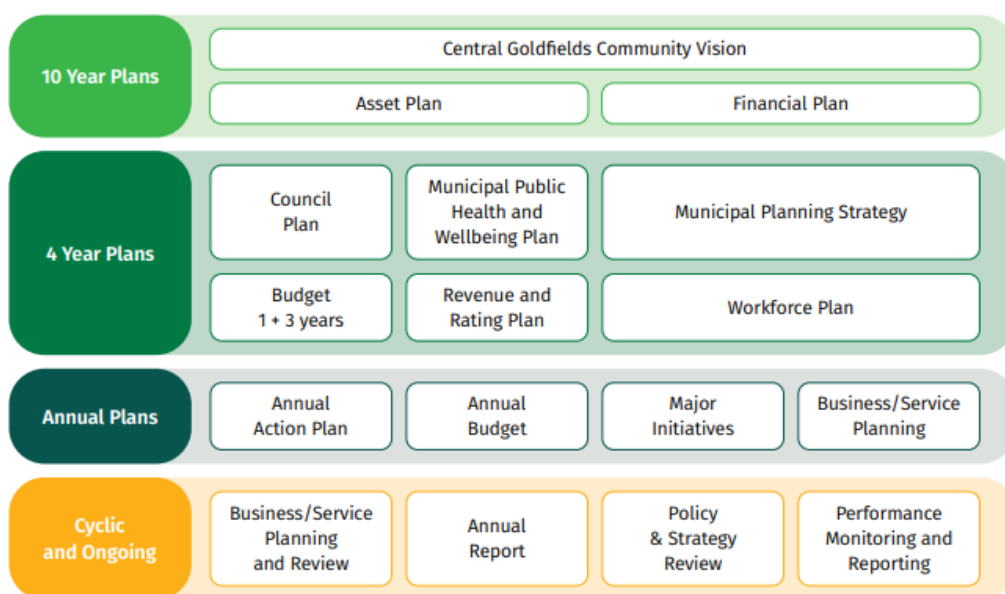 10 Year Plans
Central Goldfields Community Vision
Asset Plan
Financial Plan
4 Year Plans
Council
Plan
Municipal Public
Health and
Wellbeing Plan
Municipal Planning Strategy
Budget
1 + 3 years
Revenue and
Rating Plan
Workforce Plan
Annual Plans
Annual
Action Plan
Annual
Budget
Major
Initiatives
Business/Service
Planning
Cyclic
and Ongoing
Business/Service
Planning
and Review
Annual
Report
Policy
& Strategy
Review
Performance
Monitoring and
Reporting